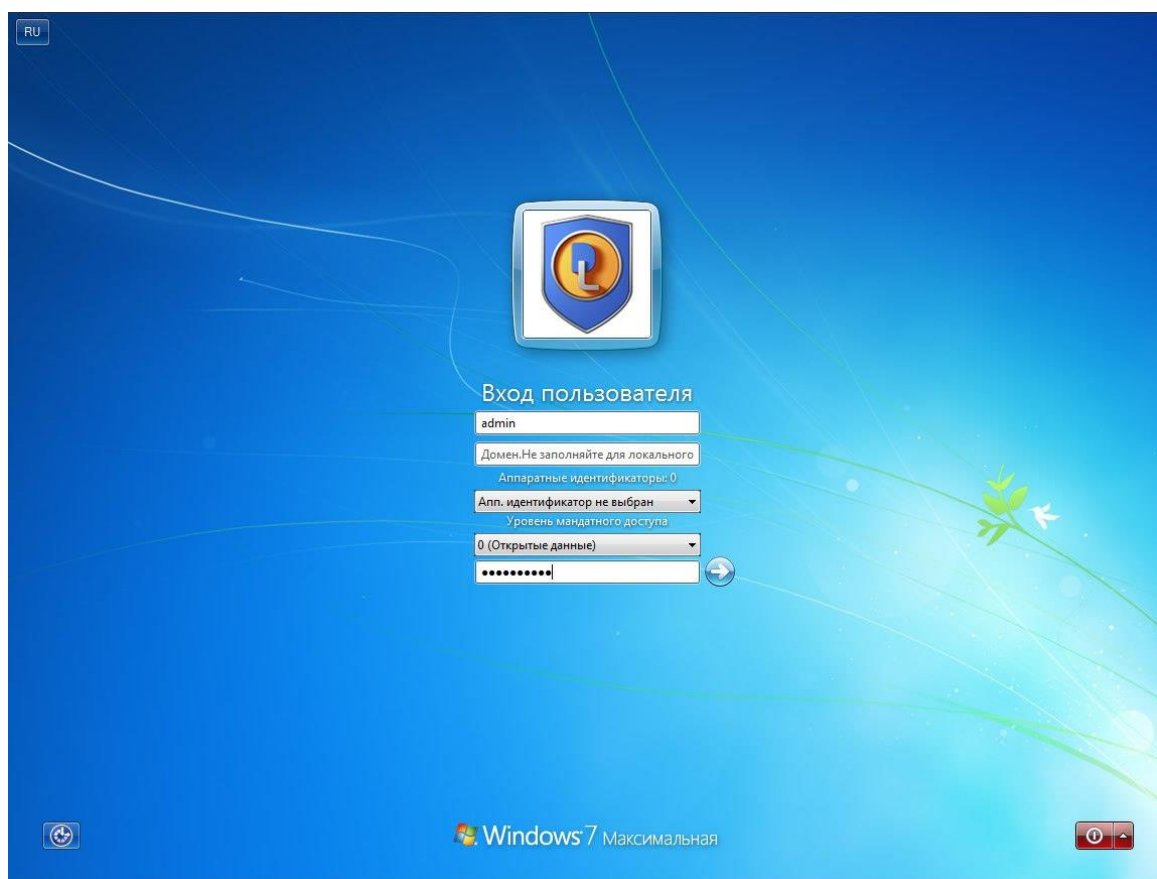 RU
DL
Вход пользователя
admin
Домен.Не заполняйте для локального
Аппаратные идентификаторы: 0
Апп. идентификатор не выбран
Уровень мандатного доступа
0 (Открытые данные)
••••••••••
Windows 7 Максимальная